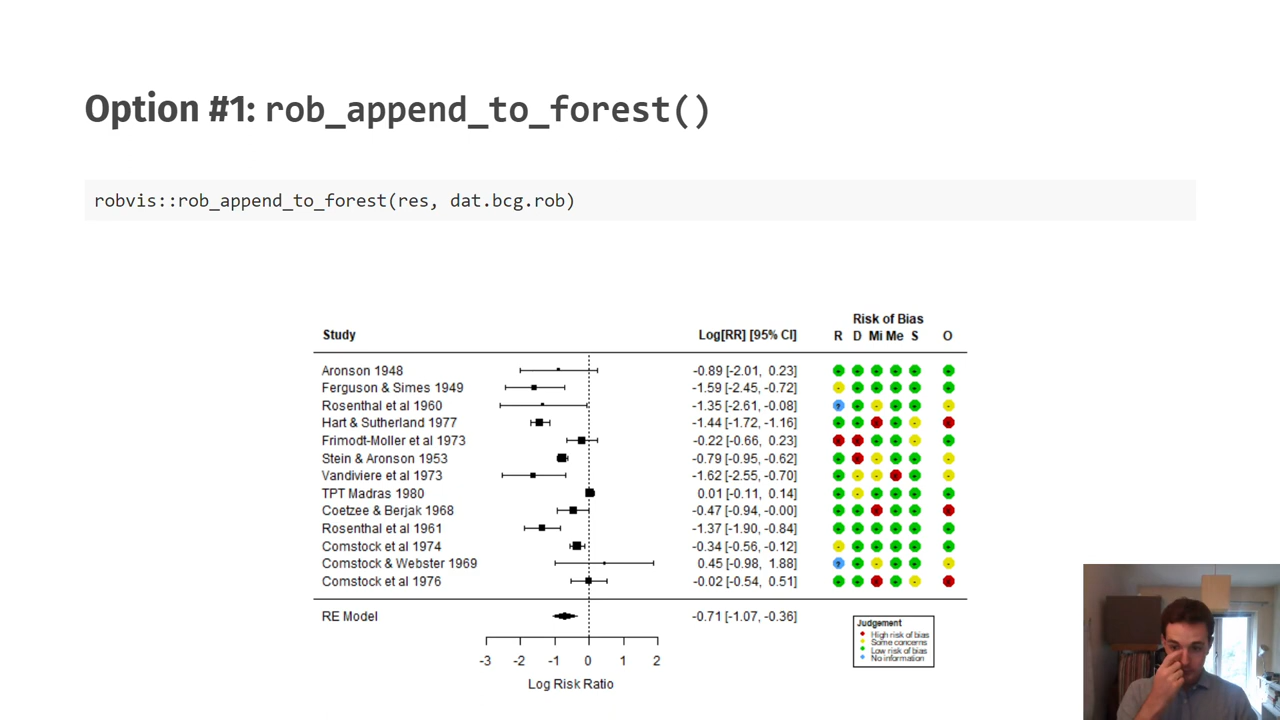 Option #1: rob_append_to_forest()
robvis::rob_append_to_forest(res, dat.bcg.rob)
Risk of Bias
Study Log[RR] [95% CI] R D Mi Me S O
Aronson 1948 -0.89 [-2.01, 0.23]
Ferguson & Simes 1949 -1.59 [-2.45, -0.72]
Rosenthal et al 1960 -1.35 [-2.61, -0.08]
Hart & Sutherland 1977 -1.44 [-1.72, -1.16]
Frimodt-Moller et al 1973 -0.22 [-0.66, 0.23]
Stein & Aronson 1953 -0.79 [-0.95, -0.62]
Vandiviere et al 1973 -1.62 [-2.55, -0.70]
TPT Madras 1980 0.01 [-0.11, 0.14]
Coetzee & Berjak 1968 -0.47 [-0.94, -0.00]
Rosenthal et al 1961 -1.37 [-1.90, -0.84]
Comstock et al 1974 -0.34 [-0.56, -0.12]
Comstock & Webster 1969 0.45 [-0.98, 1.88]
Comstock et al 1976 -0.02 [-0.54, 0.51]
RE Model -0.71 [-1.07, -0.36]
Judgement
High risk of bias
Some concerns
Low risk of bias
No information
-3 -2 -1 0 1 2
Log Risk Ratio